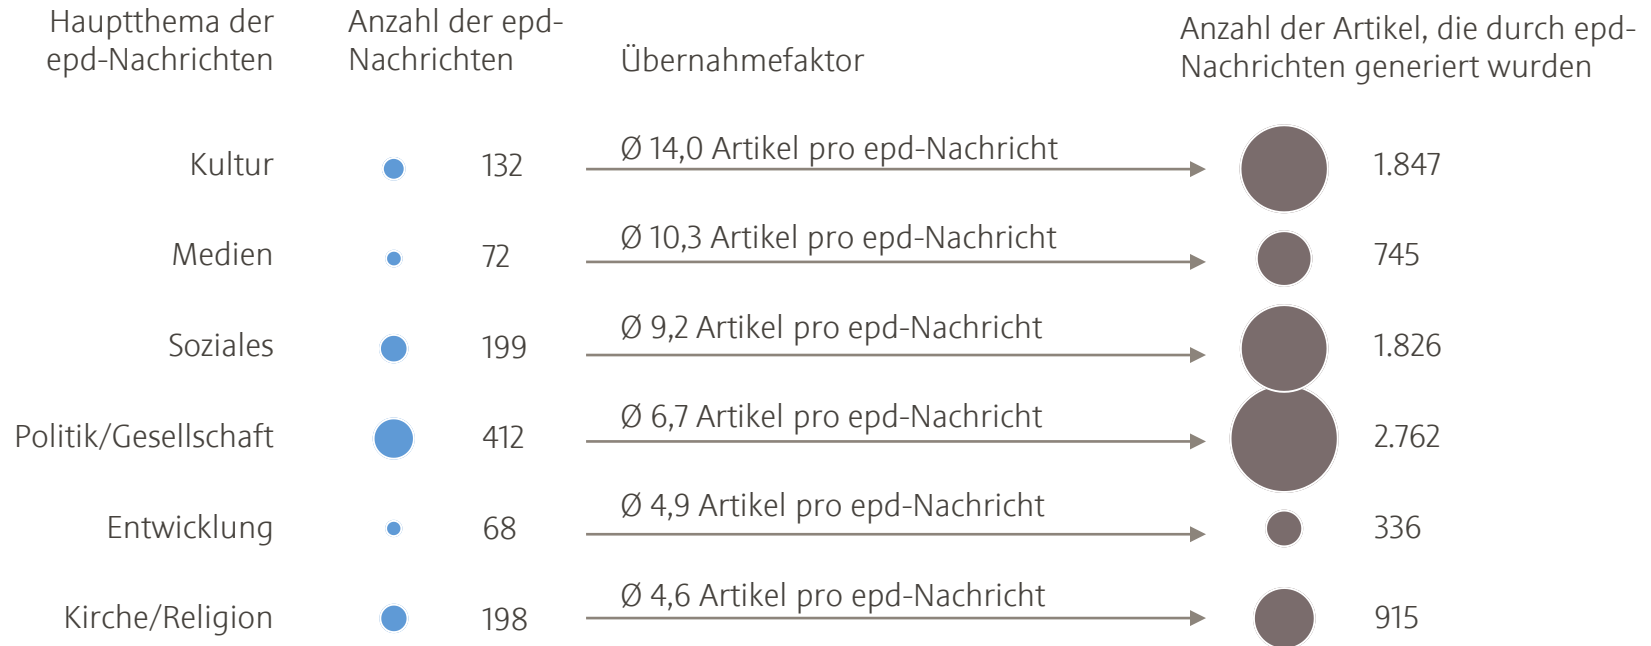 Hauptthema der
epd-Nachrichten
Anzahl der epd-
Nachrichten
Übernahmefaktor
Anzahl der Artikel, die durch epd-
Nachrichten generiert wurden
Kultur 132 Ø 14,0 Artikel pro epd-Nachricht 1.847
Medien 72 Ø 10,3 Artikel pro epd-Nachricht 745
Soziales 199 Ø 9,2 Artikel pro epd-Nachricht 1.826
Politik/Gesellschaft 412 Ø 6,7 Artikel pro epd-Nachricht 2.762
Entwicklung 68 Ø 4,9 Artikel pro epd-Nachricht 336
Kirche/Religion 198 Ø 4,6 Artikel pro epd-Nachricht 915